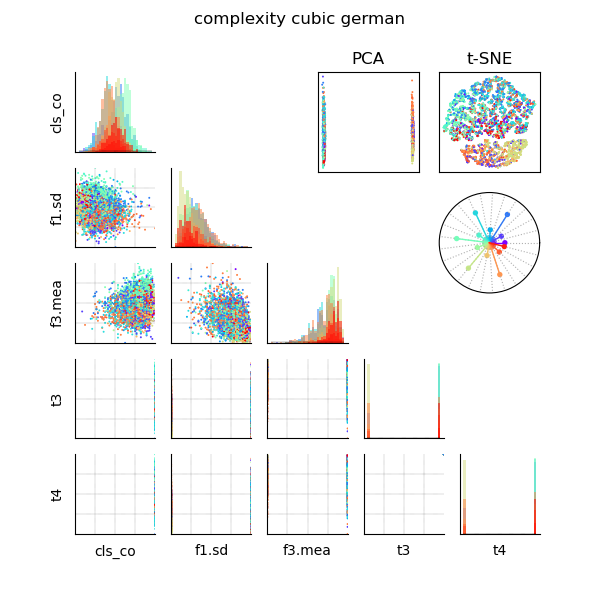 complexity cubic german
PCA
t-SNE
cls_co
f1.sd
f3.mea
t3
t4
cls_co
f1.sd
f3.mea
t3
t4